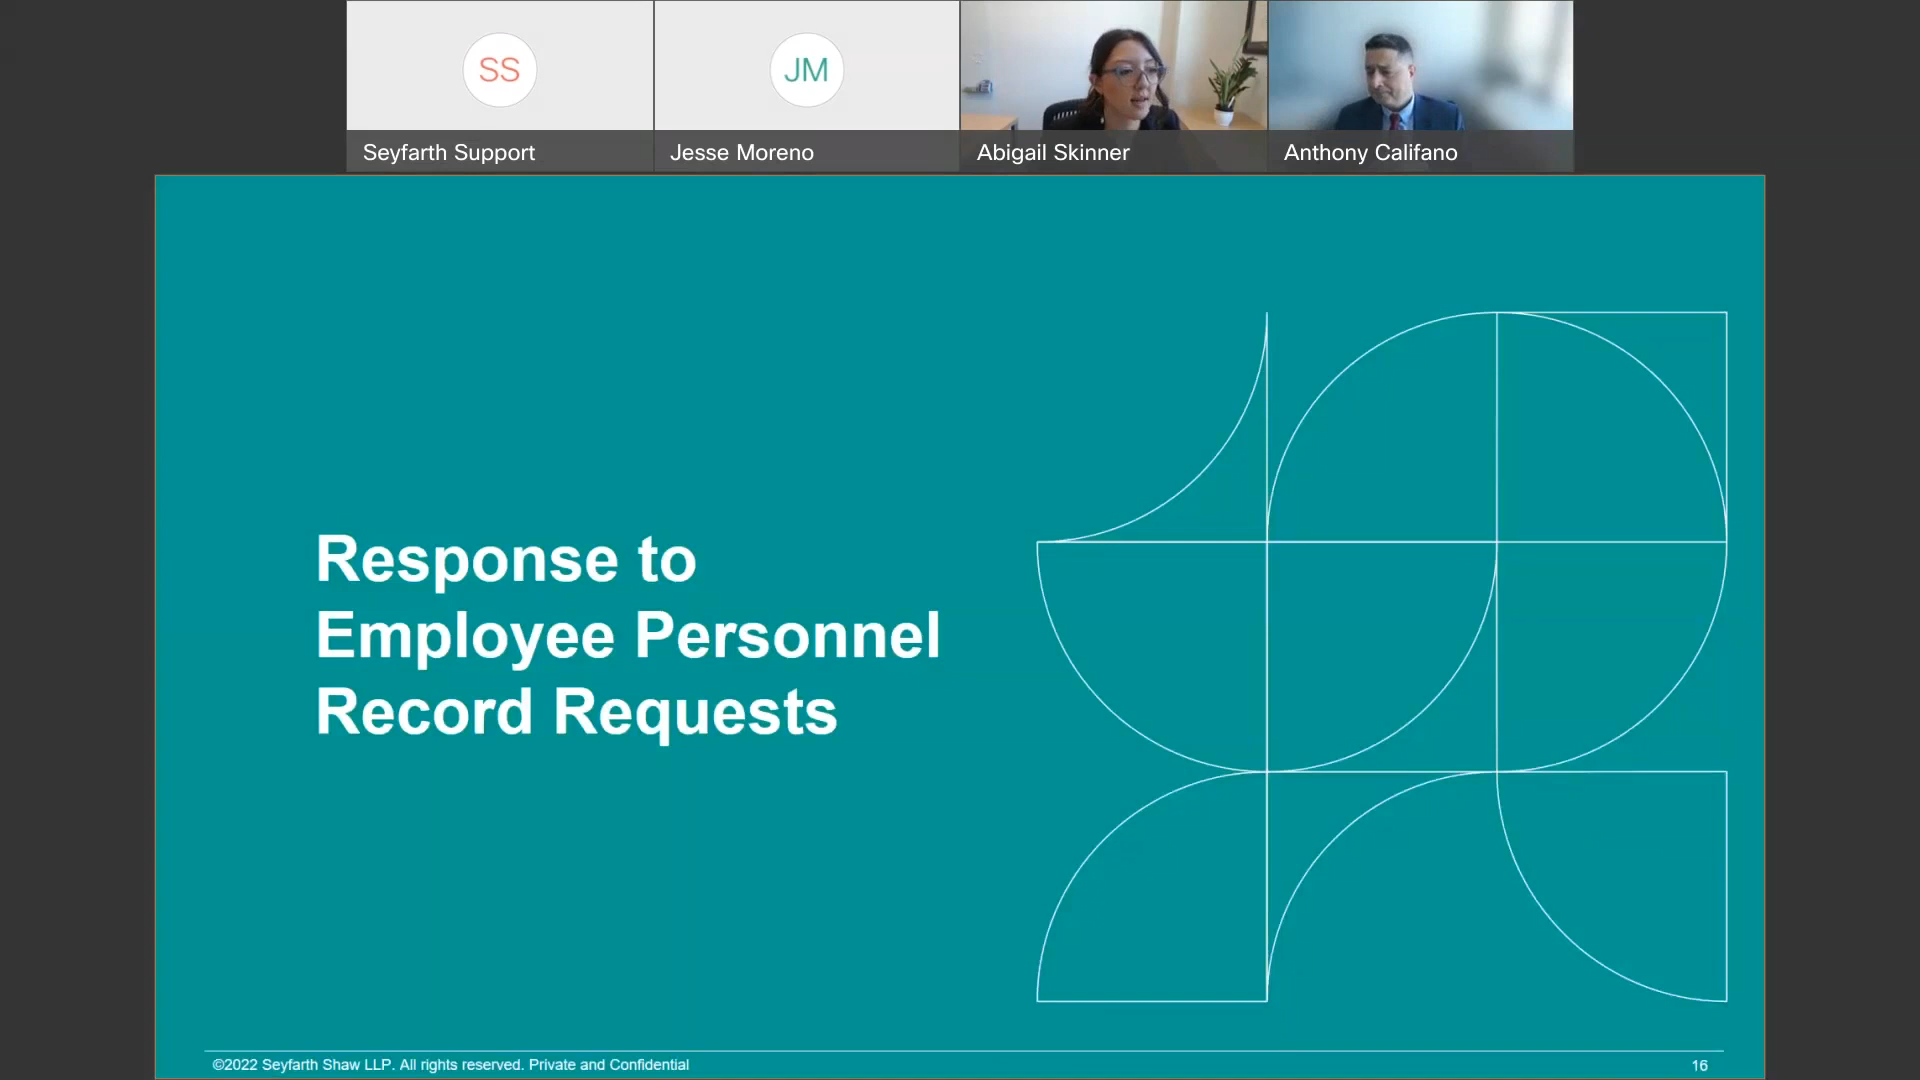 SS
JM
Seyfarth Support
Jesse Moreno
Abigail Skinner
Anthony Califano
Response to
Employee Personnel
Record Requests
©2022 Seyfarth Shaw LLP. All rights reserved. Private and Confidential
16